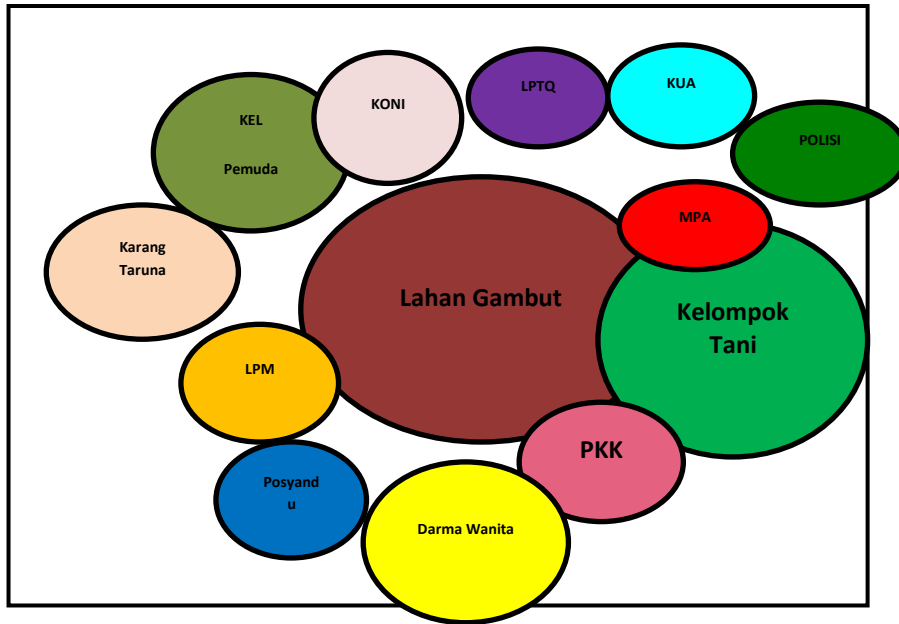 KONI
LPTQ
KUA
KEL
Pemuda
POLISI
MPA
Karang
Taruna
Lahan Gambut
Kelompok
Tani
LPM
PKK
Posyand
u
Darma Wanita